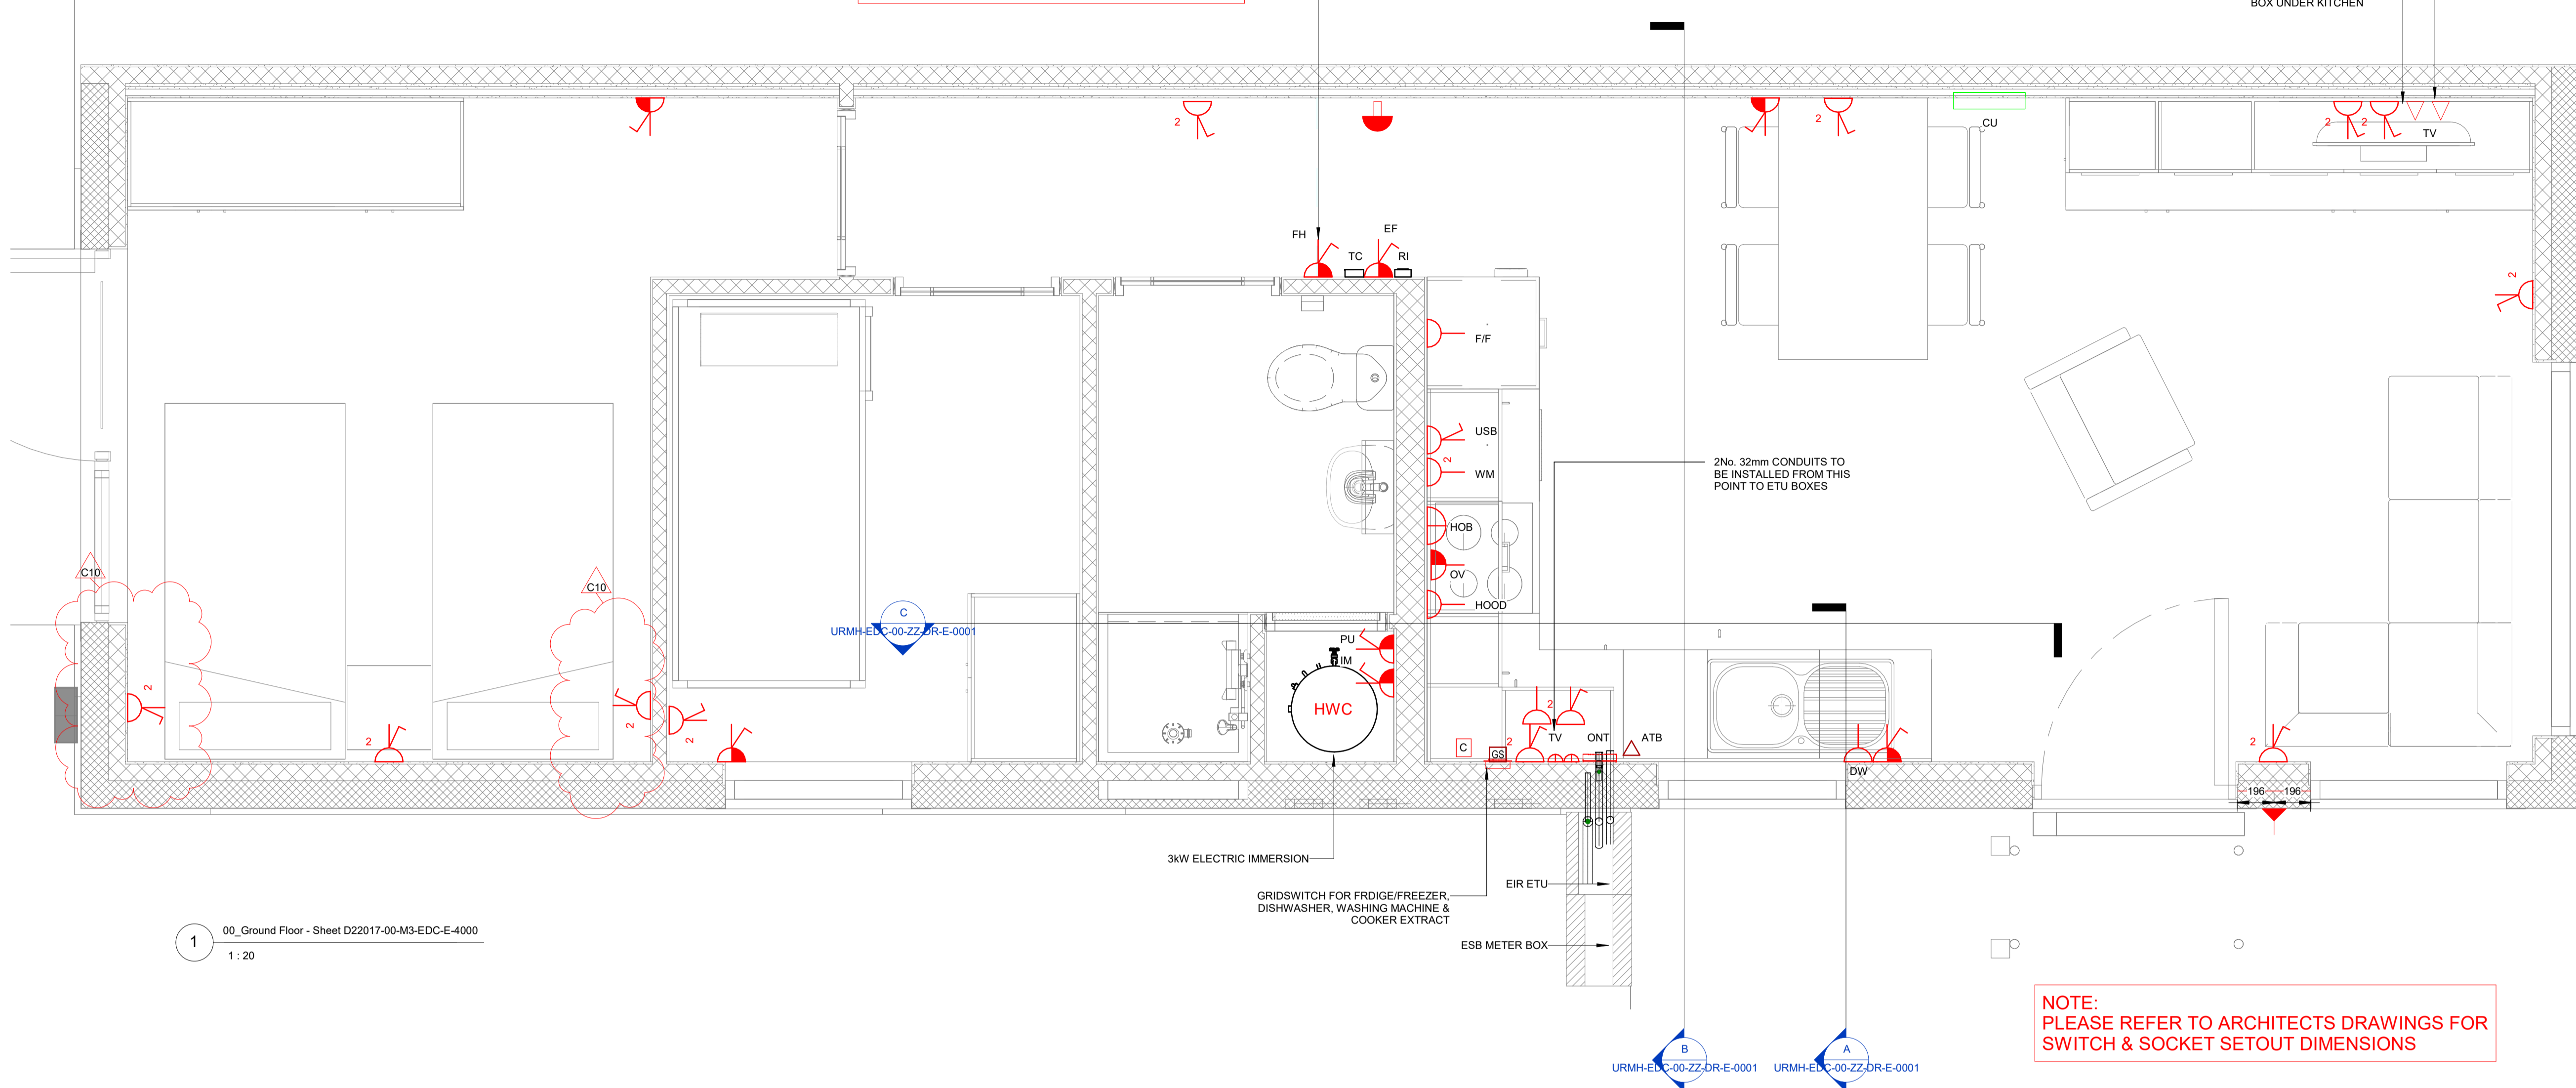 BOX UNDER KITCHEN
2
2
CU
2
2
TV
FH
EF
TC
RI
2
F/F
USB
2
WM
2No. 32mm CONDUITS TO
BE INSTALLED FROM THIS
POINT TO ETU BOXES
HOB
OV
HOOD
C10
C10
C
URMH-EDC-00-ZZ-DR-E-0001
PU
IM
HWC
2
2
2
2
2
2
TV
ONT
ATB
C
GS
DW
2
196
196
3kW ELECTRIC IMMERSION
EIR ETU
GRIDSWITCH FOR FRDIGE/FREEZER,
DISHWASHER, WASHING MACHINE &
COOKER EXTRACT
ESB METER BOX
1
00_Ground Floor - Sheet D22017-00-M3-EDC-E-4000
1 : 20
NOTE:
PLEASE REFER TO ARCHITECTS DRAWINGS FOR
SWITCH & SOCKET SETOUT DIMENSIONS
B
URMH-EDC-00-ZZ-DR-E-0001
A
URMH-EDC-00-ZZ-DR-E-0001